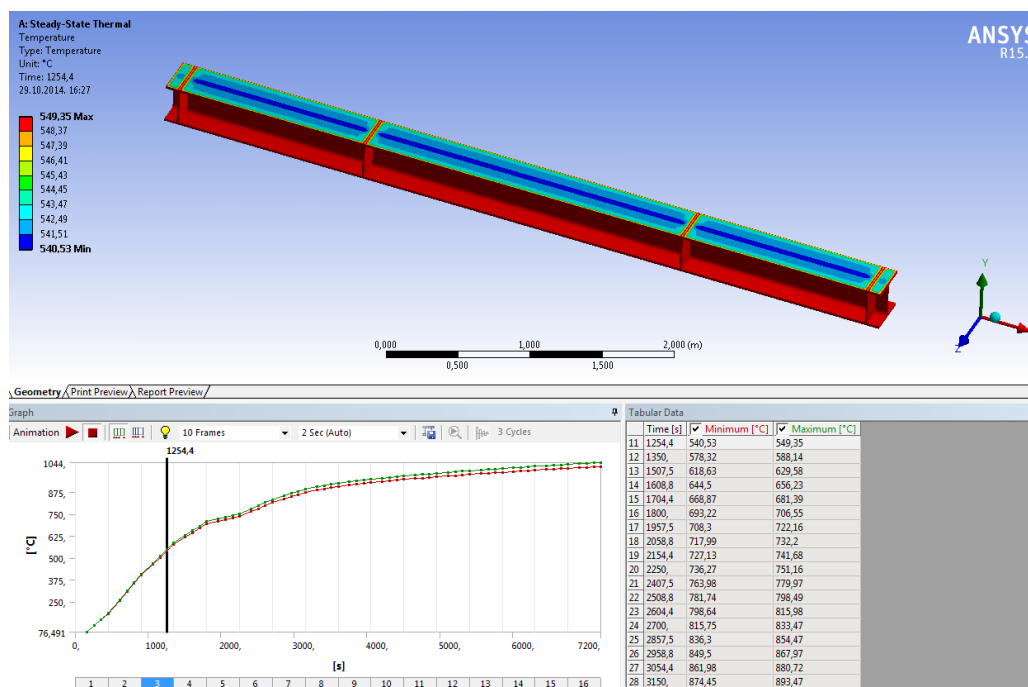 A: Steady-State Thermal
Temperature
Type: Temperature
Unit: °C
Time: 1254,4
29.10.2014. 16:27
549,35 Max
548,37
547,39
546,41
545,43
544,45
543,47
542,49
541,51
540,53 Min
ANSYS
R15.
Y
Z
0,000 1,000 2,000 (m)
0,500 1,500
Geometry Print Preview Report Preview
Graph
Animation 10 Frames 2 Sec (Auto) 3 Cycles
1254,4
1044,
875,
750,
625,
500,
375,
250,
76,491
[°C]
0, 1000, 2000, 3000, 4000, 5000, 6000, 7200,
[s]
1 2 3 4 5 6 7 8 9 10 11 12 13 14 15 16
Tabular Data
Time [s] Minimum [°C] Maximum [°C]
11 1254,4 540,53 549,35
12 1350, 578,32 588,14
13 1507,5 618,63 629,58
14 1608,8 644,5 656,23
15 1704,4 668,87 681,39
16 1800, 693,22 706,55
17 1957,5 708,3 722,16
18 2058,8 717,99 732,2
19 2154,4 727,13 741,68
20 2250, 736,27 751,16
21 2407,5 763,98 779,97
22 2508,8 781,74 798,49
23 2604,4 798,64 815,98
24 2700, 815,75 833,47
25 2857,5 836,3 854,47
26 2958,8 849,5 867,97
27 3054,4 861,98 880,72
28 3150, 874,45 893,47